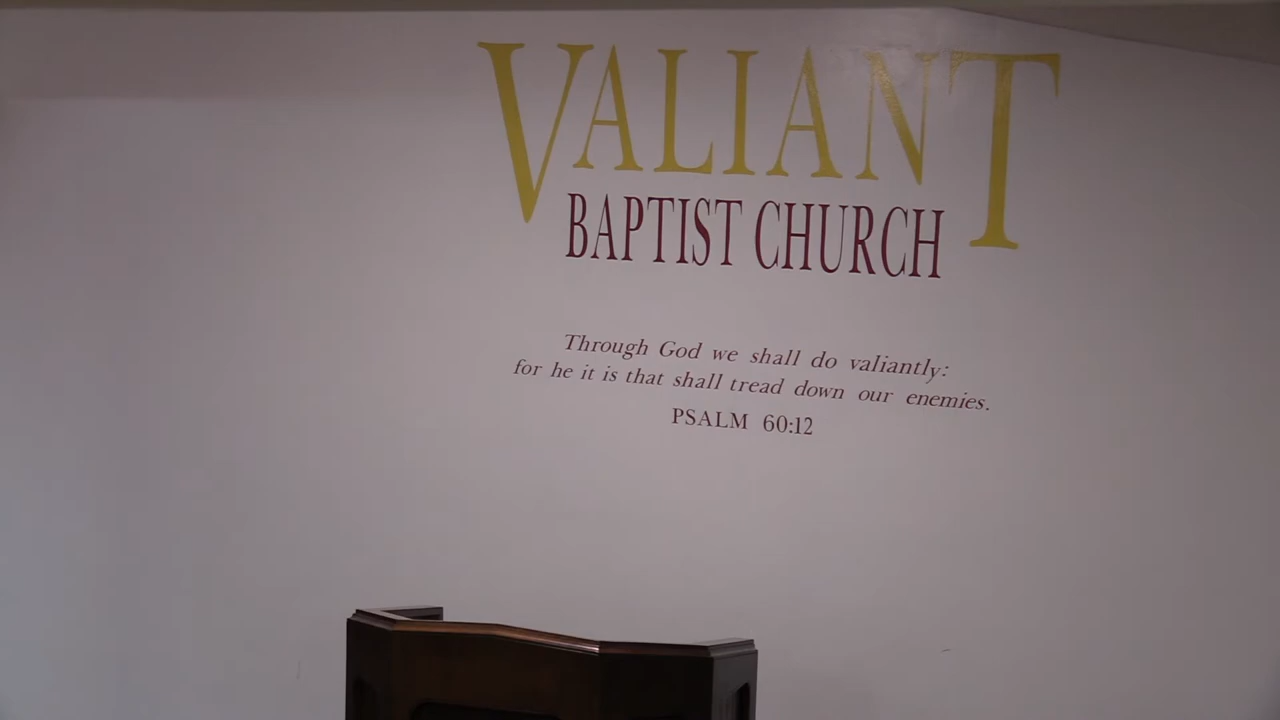 VALIANT
BAPTIST CHURCH
Through God we shall do valiantly:
for he it is that shall tread down our enemies.
PSALM 60:12